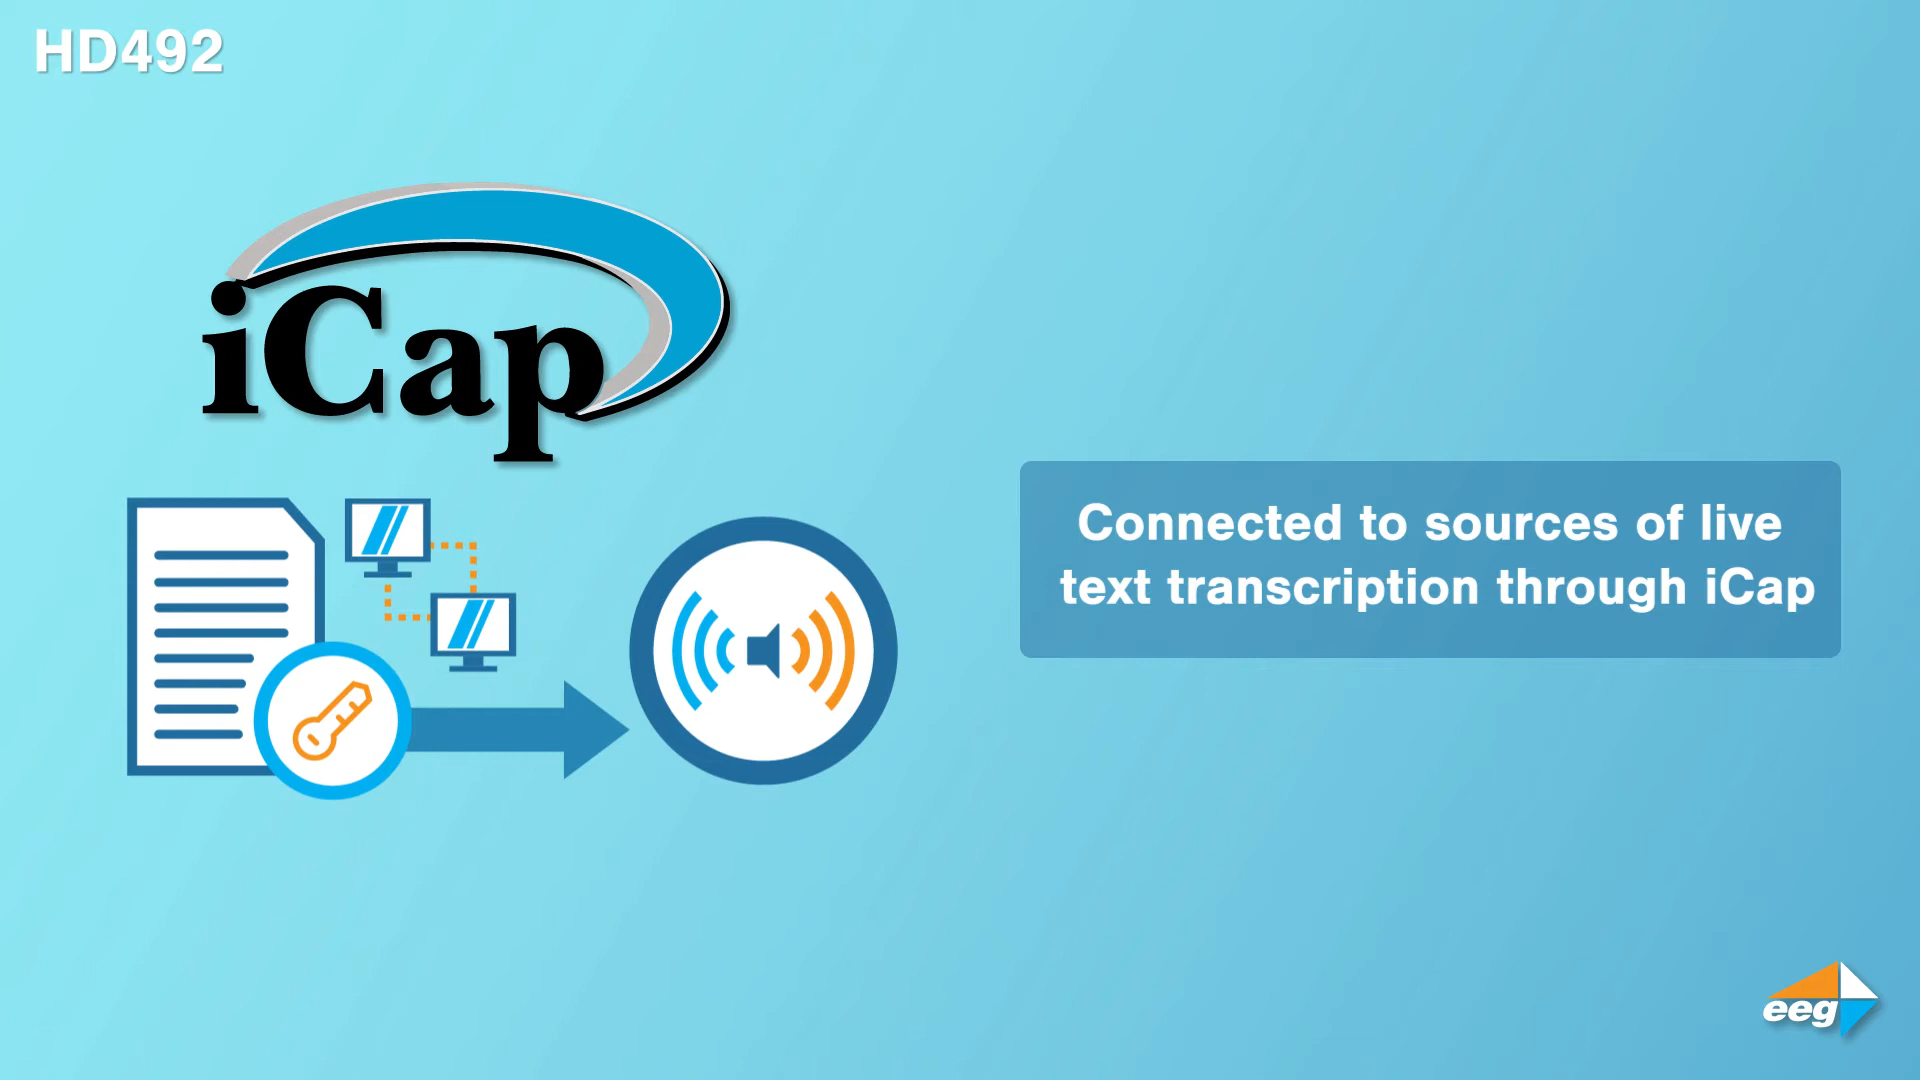 HD492
iCap
Connected to sources of live
text transcription through iCap
eeg